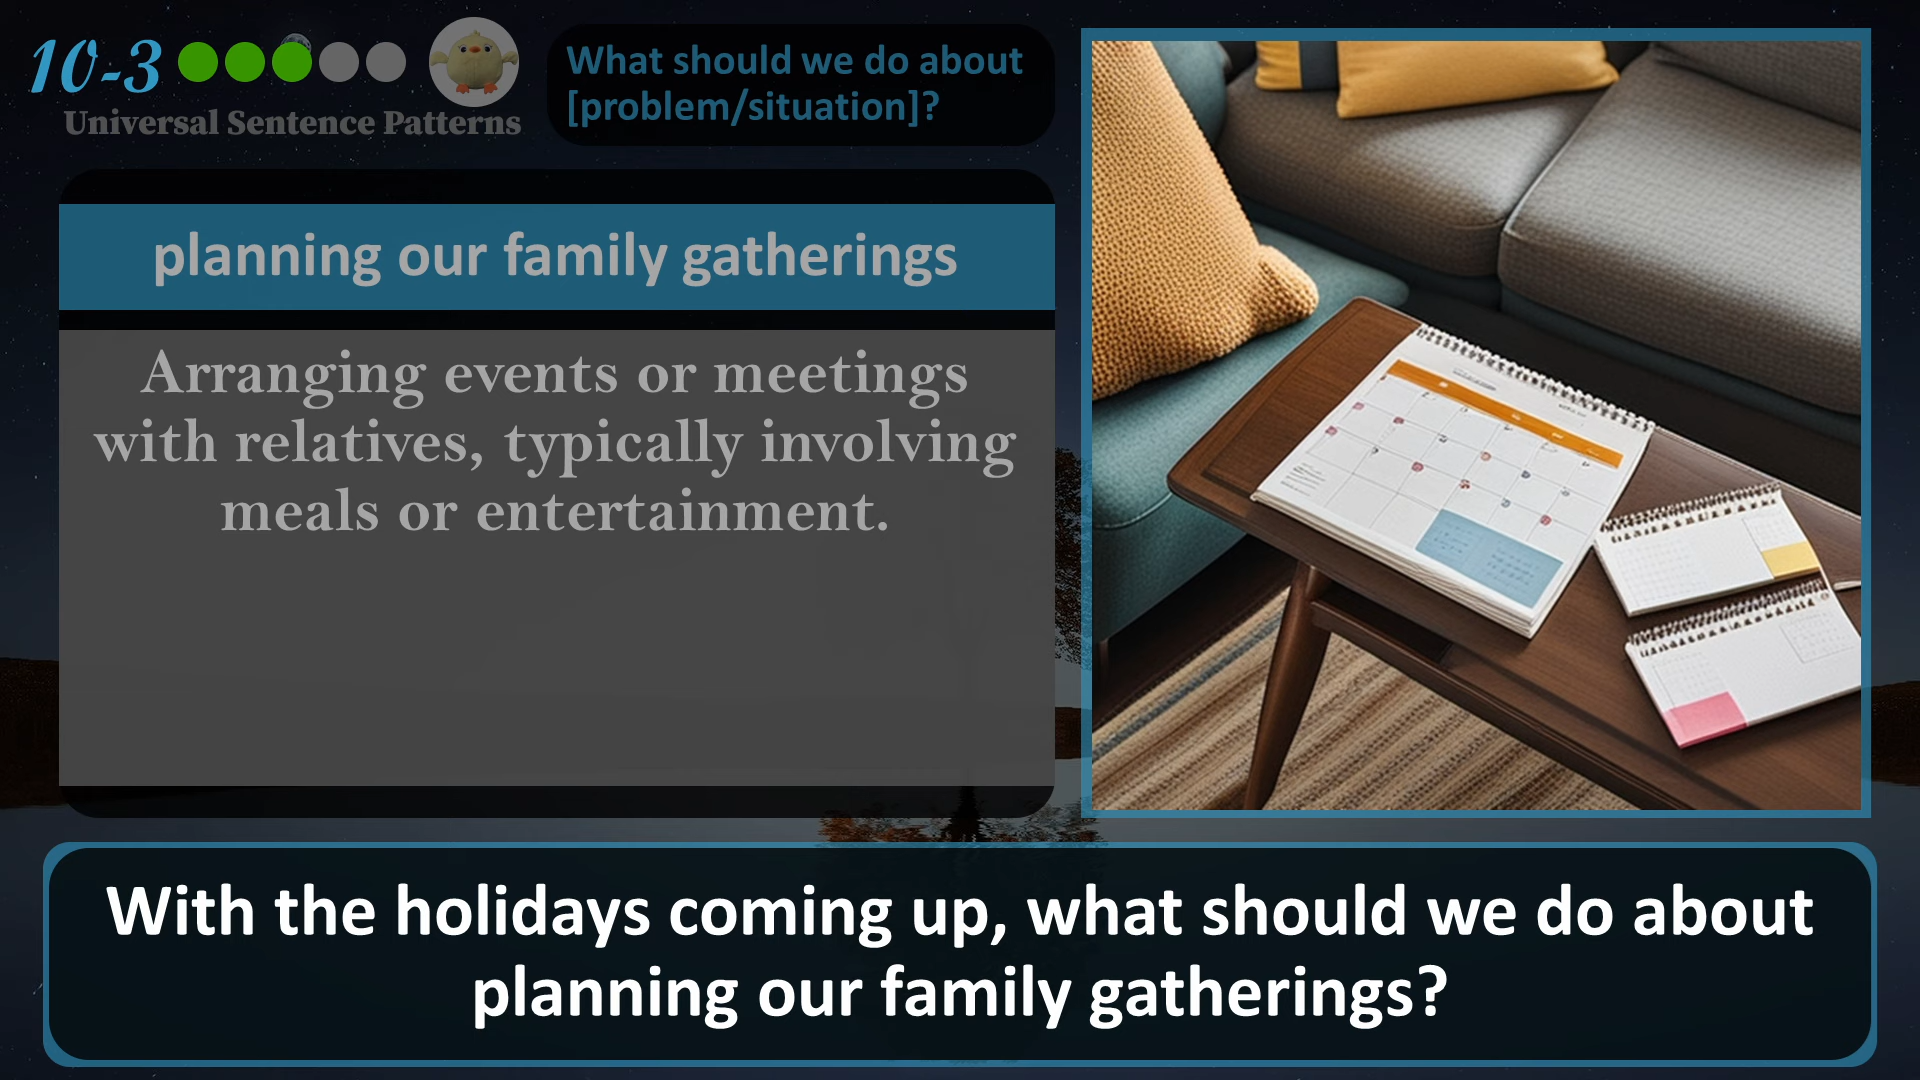 10-3
Universal Sentence Patterns
What should we do about
[problem/situation]?
planning our family gatherings
Arranging events or meetings
with relatives, typically involving
meals or entertainment.
With the holidays coming up, what should we do about
planning our family gatherings?